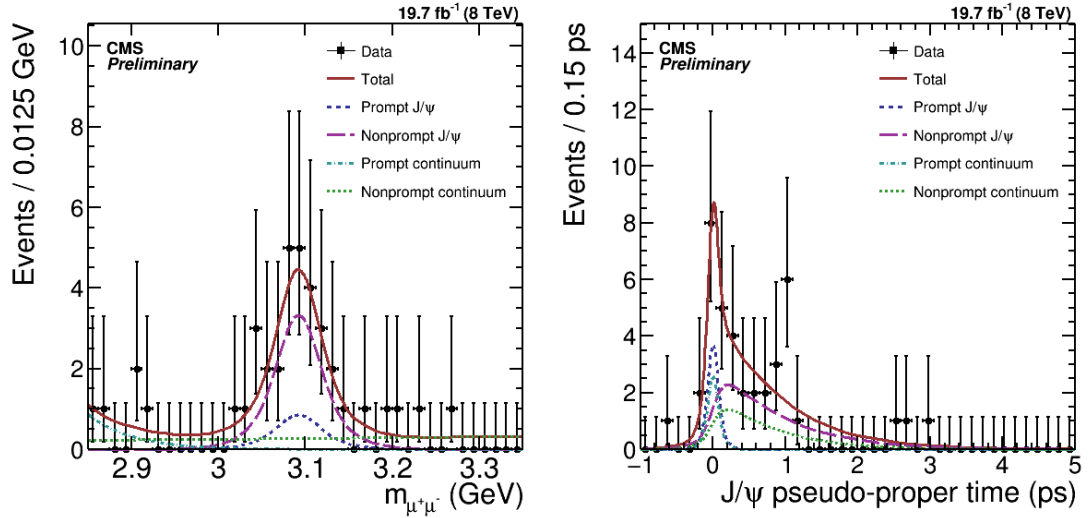 19.7 fb⁻¹ (8 TeV)
CMS
Preliminary
Data
Total
Prompt J/ψ
Nonprompt J/ψ
Prompt continuum
Nonprompt continuum
Events / 0.0125 GeV
10
8
6
4
2
0
2.9 3 3.1 3.2 3.3
m_μ⁺μ⁻ (GeV)
19.7 fb⁻¹ (8 TeV)
CMS
Preliminary
Data
Total
Prompt J/ψ
Nonprompt J/ψ
Prompt continuum
Nonprompt continuum
Events / 0.15 ps
14
12
10
8
6
4
2
0
−1 0 1 2 3 4 5
J/ψ pseudo-proper time (ps)